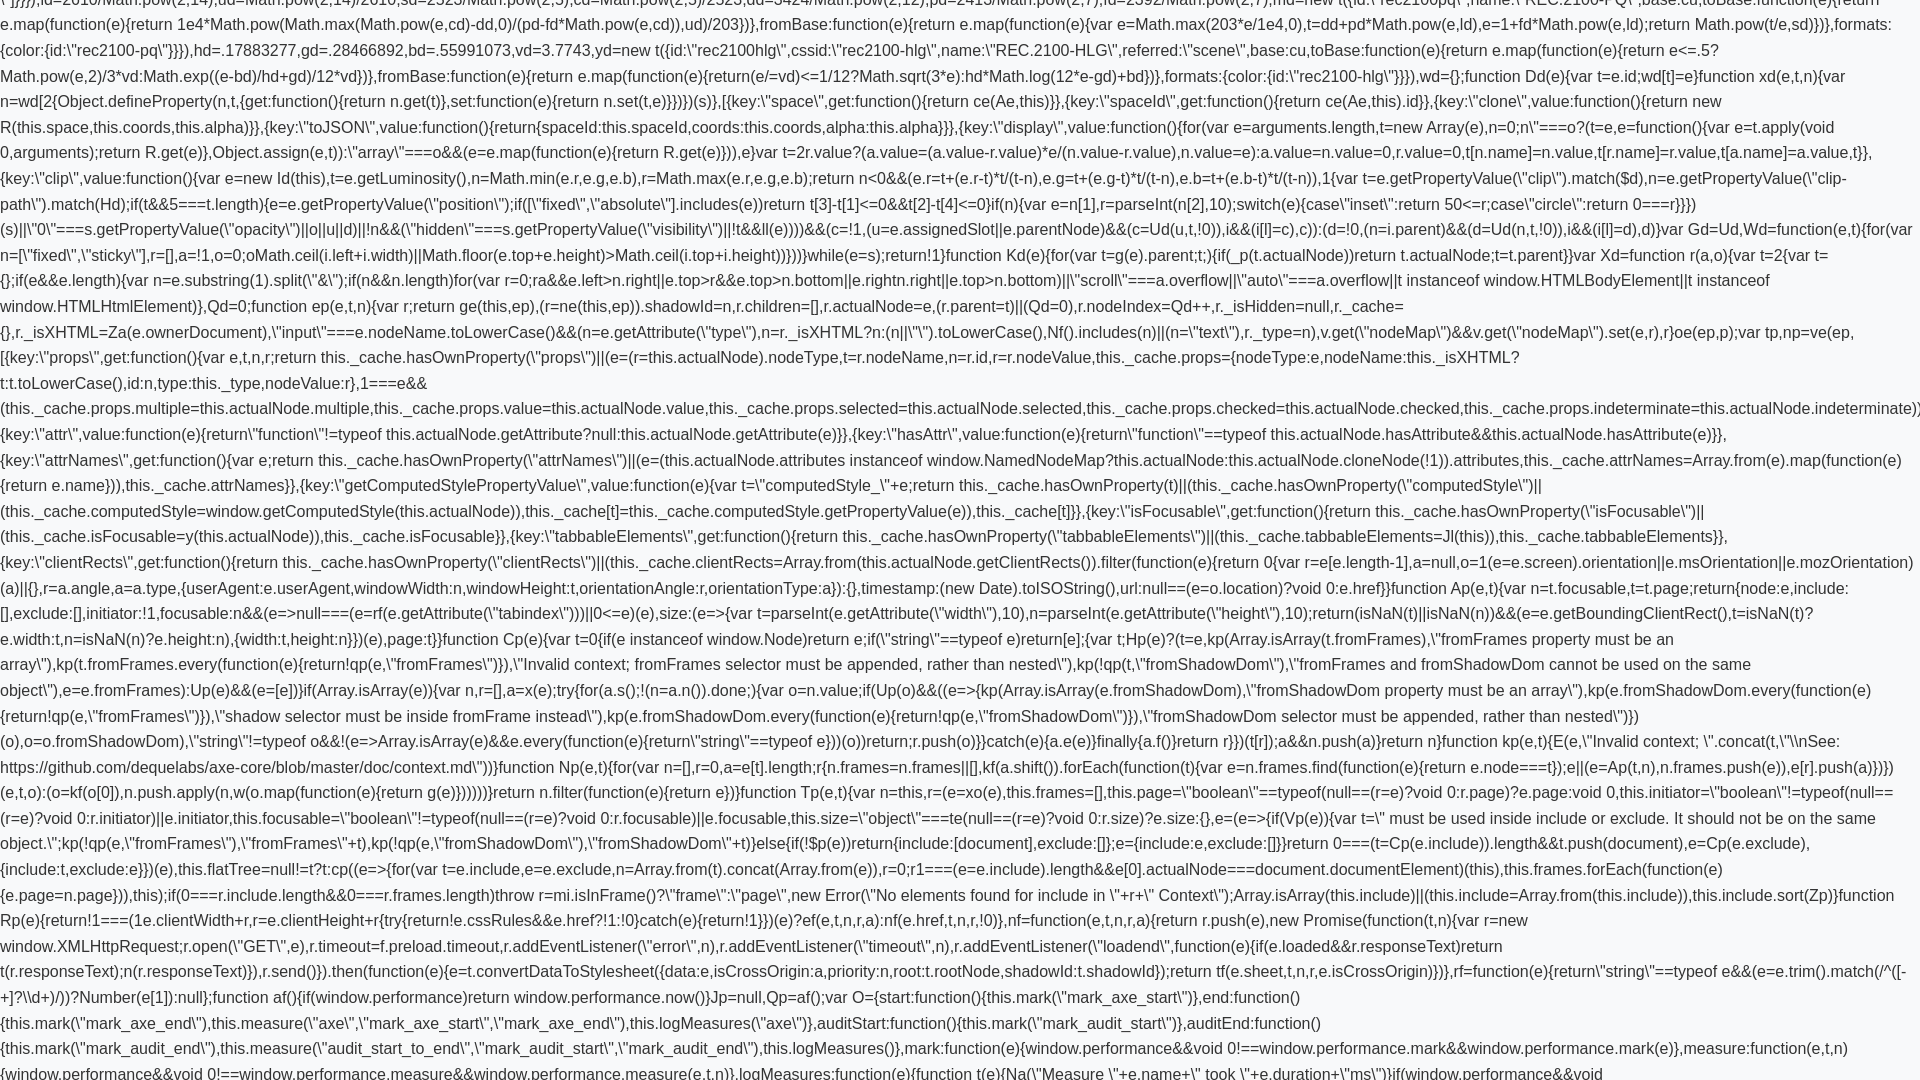 e.map(function(e){return 1e4*Math.pow(Math.max(Math.pow(e,cd)-dd,0)/(pd-fd*Math.pow(e,cd)),ud)/203})},fromBase:function(e){return e.map(function(e){var e=Math.max(203*e/1e4,0),t=dd+pd*Math.pow(e,ld),e=1+fd*Math.pow(e,ld);return Math.pow(t/e,sd)})},formats:
{color:{id:\"rec2100-pq\"}}}),hd=.17883277,gd=.28466892,bd=.55991073,vd=3.7743,yd=new t({id:\"rec2100hlg\",cssid:\"rec2100-hlg\",name:\"REC.2100-HLG\",referred:\"scene\",base:cu,toBase:function(e){return e.map(function(e){return e<=.5?
Math.pow(e,2)/3*vd:Math.exp((e-bd)/hd+gd)/12*vd})},fromBase:function(e){return e.map(function(e){return(e/=vd)<=1/12?Math.sqrt(3*e):hd*Math.log(12*e-gd)+bd})},formats:{color:{id:\"rec2100-hlg\"}}}),wd={};function Dd(e){var t=e.id;wd[t]=e}function xd(e,t,n){var
n=wd[2{Object.defineProperty(n,t,{get:function(){return n.get(t)},set:function(e){return n.set(t,e)}})})(s)},[{key:\"space\",get:function(){return ce(Ae,this)}},{key:\"spaceId\",get:function(){return ce(Ae,this).id}},{key:\"clone\",value:function(){return new
R(this.space,this.coords,this.alpha)}},{key:\"toJSON\",value:function(){return{spaceId:this.spaceId,coords:this.coords,alpha:this.alpha}}},{key:\"display\",value:function(){for(var e=arguments.length,t=new Array(e),n=0;n\"===o?(t=e,e=function(){var e=t.apply(void
0,arguments);return R.get(e)},Object.assign(e,t)):\"array\"===o&&(e=e.map(function(e){return R.get(e)})),e}var t=2r.value?(a.value=(a.value-r.value)*e/(n.value-r.value),n.value=e):a.value=n.value=0,r.value=0,t[n.name]=n.value,t[r.name]=r.value,t[a.name]=a.value,t}},
{key:\"clip\",value:function(){var e=new Id(this),t=e.getLuminosity(),n=Math.min(e.r,e.g,e.b),r=Math.max(e.r,e.g,e.b);return n<0&&(e.r=t+(e.r-t)*t/(t-n),e.g=t+(e.g-t)*t/(t-n),e.b=t+(e.b-t)*t/(t-n)),1{var t=e.getPropertyValue(\"clip\").match($d),n=e.getPropertyValue(\"clip-
path\").match(Hd);if(t&&5===t.length){e=e.getPropertyValue(\"position\");if([\"fixed\",\"absolute\"].includes(e))return t[3]-t[1]<=0&&t[2]-t[4]<=0}if(n){var e=n[1],r=parseInt(n[2],10);switch(e){case\"inset\":return 50<=r;case\"circle\":return 0===r}}})
(s)||\"0\"===s.getPropertyValue(\"opacity\")||o||u||d)||!n&&(\"hidden\"===s.getPropertyValue(\"visibility\")||!t&&ll(e))))&&(c=!1,(u=e.assignedSlot||e.parentNode)&&(c=Ud(u,t,!0)),i&&(i[l]=c),c)):(d=!0,(n=i.parent)&&(d=Ud(n,t,!0)),i&&(i[l]=d),d)}var Gd=Ud,Wd=function(e,t){for(var
n=[\"fixed\",\"sticky\"],r=[],a=!1,o=0;oMath.ceil(i.left+i.width)||Math.floor(e.top+e.height)>Math.ceil(i.top+i.height))}))}while(e=s);return!1}function Kd(e){for(var t=g(e).parent;t;){if(_p(t.actualNode))return t.actualNode;t=t.parent}}var Xd=function r(a,o){var t=2{var t=
{};if(e&&e.length){var n=e.substring(1).split(\"&\");if(n&&n.length)for(var r=0;ra&&e.left>n.right||e.top>r&&e.top>n.bottom||e.rightn.right||e.top>n.bottom)||\"scroll\"===a.overflow||\"auto\"===a.overflow||t instanceof window.HTMLBodyElement||t instanceof
window.HTMLHtmlElement)},Qd=0;function ep(e,t,n){var r;return ge(this,ep),(r=ne(this,ep)).shadowId=n,r.children=[],r.actualNode=e,(r.parent=t)||(Qd=0),r.nodeIndex=Qd++,r._isHidden=null,r._cache=
{},r._isXHTML=Za(e.ownerDocument),\"input\"===e.nodeName.toLowerCase()&&(n=e.getAttribute(\"type\"),n=r._isXHTML?n:(n||\"\").toLowerCase(),Nf().includes(n)||(n=\"text\"),r._type=n),v.get(\"nodeMap\")&&v.get(\"nodeMap\").set(e,r),r}oe(ep,p);var tp,np=ve(ep,
[{key:\"props\",get:function(){var e,t,n,r;return this._cache.hasOwnProperty(\"props\")||(e=(r=this.actualNode).nodeType,t=r.nodeName,n=r.id,r=r.nodeValue,this._cache.props={nodeType:e,nodeName:this._isXHTML?
t:t.toLowerCase(),id:n,type:this._type,nodeValue:r},1===e&&
(this._cache.props.multiple=this.actualNode.multiple,this._cache.props.value=this.actualNode.value,this._cache.props.selected=this.actualNode.selected,this._cache.props.checked=this.actualNode.checked,this._cache.props.indeterminate=this.actualNode.indeterminate))
{key:\"attr\",value:function(e){return\"function\"!=typeof this.actualNode.getAttribute?null:this.actualNode.getAttribute(e)}},{key:\"hasAttr\",value:function(e){return\"function\"==typeof this.actualNode.hasAttribute&&this.actualNode.hasAttribute(e)}},
{key:\"attrNames\",get:function(){var e;return this._cache.hasOwnProperty(\"attrNames\")||(e=(this.actualNode.attributes instanceof window.NamedNodeMap?this.actualNode:this.actualNode.cloneNode(!1)).attributes,this._cache.attrNames=Array.from(e).map(function(e)
{return e.name})),this._cache.attrNames}},{key:\"getComputedStylePropertyValue\",value:function(e){var t=\"computedStyle_\"+e;return this._cache.hasOwnProperty(t)||(this._cache.hasOwnProperty(\"computedStyle\")||
(this._cache.computedStyle=window.getComputedStyle(this.actualNode)),this._cache[t]=this._cache.computedStyle.getPropertyValue(e)),this._cache[t]}},{key:\"isFocusable\",get:function(){return this._cache.hasOwnProperty(\"isFocusable\")||
(this._cache.isFocusable=y(this.actualNode)),this._cache.isFocusable}},{key:\"tabbableElements\",get:function(){return this._cache.hasOwnProperty(\"tabbableElements\")||(this._cache.tabbableElements=Jl(this)),this._cache.tabbableElements}},
{key:\"clientRects\",get:function(){return this._cache.hasOwnProperty(\"clientRects\")||(this._cache.clientRects=Array.from(this.actualNode.getClientRects()).filter(function(e){return 0{var r=e[e.length-1],a=null,o=1(e=e.screen).orientation||e.msOrientation||e.mozOrientation)
(a)||{},r=a.angle,a=a.type,{userAgent:e.userAgent,windowWidth:n,windowHeight:t,orientationAngle:r,orientationType:a}):{},timestamp:(new Date).toISOString(),url:null==(e=o.location)?void 0:e.href}}function Ap(e,t){var n=t.focusable,t=t.page;return{node:e,include:
[],exclude:[],initiator:!1,focusable:n&&(e=>null===(e=rf(e.getAttribute(\"tabindex\")))||0<=e)(e),size:(e=>{var t=parseInt(e.getAttribute(\"width\"),10),n=parseInt(e.getAttribute(\"height\"),10);return(isNaN(t)||isNaN(n))&&(e=e.getBoundingClientRect(),t=isNaN(t)?
e.width:t,n=isNaN(n)?e.height:n),{width:t,height:n}})(e),page:t}}function Cp(e){var t=0{if(e instanceof window.Node)return e;if(\"string\"==typeof e)return[e];{var t;Hp(e)?(t=e,kp(Array.isArray(t.fromFrames),\"fromFrames property must be an
array\"),kp(t.fromFrames.every(function(e){return!qp(e,\"fromFrames\")}),\"Invalid context; fromFrames selector must be appended, rather than nested\"),kp(!qp(t,\"fromShadowDom\"),\"fromFrames and fromShadowDom cannot be used on the same
object\"),e=e.fromFrames):Up(e)&&(e=[e])}if(Array.isArray(e)){var n,r=[],a=x(e);try{for(a.s();!(n=a.n()).done;){var o=n.value;if(Up(o)&&((e=>{kp(Array.isArray(e.fromShadowDom),\"fromShadowDom property must be an array\"),kp(e.fromShadowDom.every(function(e)
{return!qp(e,\"fromFrames\")}),\"shadow selector must be inside fromFrame instead\"),kp(e.fromShadowDom.every(function(e){return!qp(e,\"fromShadowDom\")}),\"fromShadowDom selector must be appended, rather than nested\")})
(o),o=o.fromShadowDom),\"string\"!=typeof o&&!(e=>Array.isArray(e)&&e.every(function(e){return\"string\"==typeof e}))(o))return;r.push(o)}}catch(e){a.e(e)}finally{a.f()}return r}})(t[r]);a&&n.push(a)}return n}function kp(e,t){E(e,\"Invalid context; \".concat(t,\"\\nSee:
https://github.com/dequelabs/axe-core/blob/master/doc/context.md\"))}function Np(e,t){for(var n=[],r=0,a=e[t].length;r{n.frames=n.frames||[],kf(a.shift()).forEach(function(t){var e=n.frames.find(function(e){return e.node===t});e||(e=Ap(t,n),n.frames.push(e)),e[r].push(a)})})
(e,t,o):(o=kf(o[0]),n.push.apply(n,w(o.map(function(e){return g(e)})))))}return n.filter(function(e){return e})}function Tp(e,t){var n=this,r=(e=xo(e),this.frames=[],this.page=\"boolean\"==typeof(null==(r=e)?void 0:r.page)?e.page:void 0,this.initiator=\"boolean\"!=typeof(null==
(r=e)?void 0:r.initiator)||e.initiator,this.focusable=\"boolean\"!=typeof(null==(r=e)?void 0:r.focusable)||e.focusable,this.size=\"object\"===te(null==(r=e)?void 0:r.size)?e.size:{},e=(e=>{if(Vp(e)){var t=\" must be used inside include or exclude. It should not be on the same
object.\";kp(!qp(e,\"fromFrames\"),\"fromFrames\"+t),kp(!qp(e,\"fromShadowDom\"),\"fromShadowDom\"+t)}else{if(!$p(e))return{include:[document],exclude:[]};e={include:e,exclude:[]}}return 0===(t=Cp(e.include)).length&&t.push(document),e=Cp(e.exclude),
{include:t,exclude:e}})(e),this.flatTree=null!=t?t:cp((e=>{for(var t=e.include,e=e.exclude,n=Array.from(t).concat(Array.from(e)),r=0;r1===(e=e.include).length&&e[0].actualNode===document.documentElement)(this),this.frames.forEach(function(e)
{e.page=n.page})),this);if(0===r.include.length&&0===r.frames.length)throw r=mi.isInFrame()?\"frame\":\"page\",new Error(\"No elements found for include in \"+r+\" Context\");Array.isArray(this.include)||(this.include=Array.from(this.include)),this.include.sort(Zp)}function
Rp(e){return!1===(1e.clientWidth+r,r=e.clientHeight+r{try{return!e.cssRules&&e.href?!1:!0}catch(e){return!1}})(e)?ef(e,t,n,r,a):nf(e.href,t,n,r,!0)},nf=function(e,t,n,r,a){return r.push(e),new Promise(function(t,n){var r=new
window.XMLHttpRequest;r.open(\"GET\",e),r.timeout=f.preload.timeout,r.addEventListener(\"error\",n),r.addEventListener(\"timeout\",n),r.addEventListener(\"loadend\",function(e){if(e.loaded&&r.responseText)return
t(r.responseText);n(r.responseText)}),r.send()}).then(function(e){e=t.convertDataToStylesheet({data:e,isCrossOrigin:a,priority:n,root:t.rootNode,shadowId:t.shadowId});return tf(e.sheet,t,n,r,e.isCrossOrigin)})},rf=function(e){return\"string\"==typeof e&&(e=e.trim().match(/^([-
+]?\\d+)/))?Number(e[1]):null};function af(){if(window.performance)return window.performance.now()}Jp=null,Qp=af();var O={start:function(){this.mark(\"mark_axe_start\")},end:function()
{this.mark(\"mark_axe_end\"),this.measure(\"axe\",\"mark_axe_start\",\"mark_axe_end\"),this.logMeasures(\"axe\")},auditStart:function(){this.mark(\"mark_audit_start\")},auditEnd:function()
{this.mark(\"mark_audit_end\"),this.measure(\"audit_start_to_end\",\"mark_audit_start\",\"mark_audit_end\"),this.logMeasures()},mark:function(e){window.performance&&void 0!==window.performance.mark&&window.performance.mark(e)},measure:function(e,t,n)
{window.performance&&void 0!==window.performance.measure&&window.performance.measure(e,t,n)},logMeasures:function(e){function t(e){Na(\"Measure \"+e.name+\" took \"+e.duration+\"ms\")}if(window.performance&&void